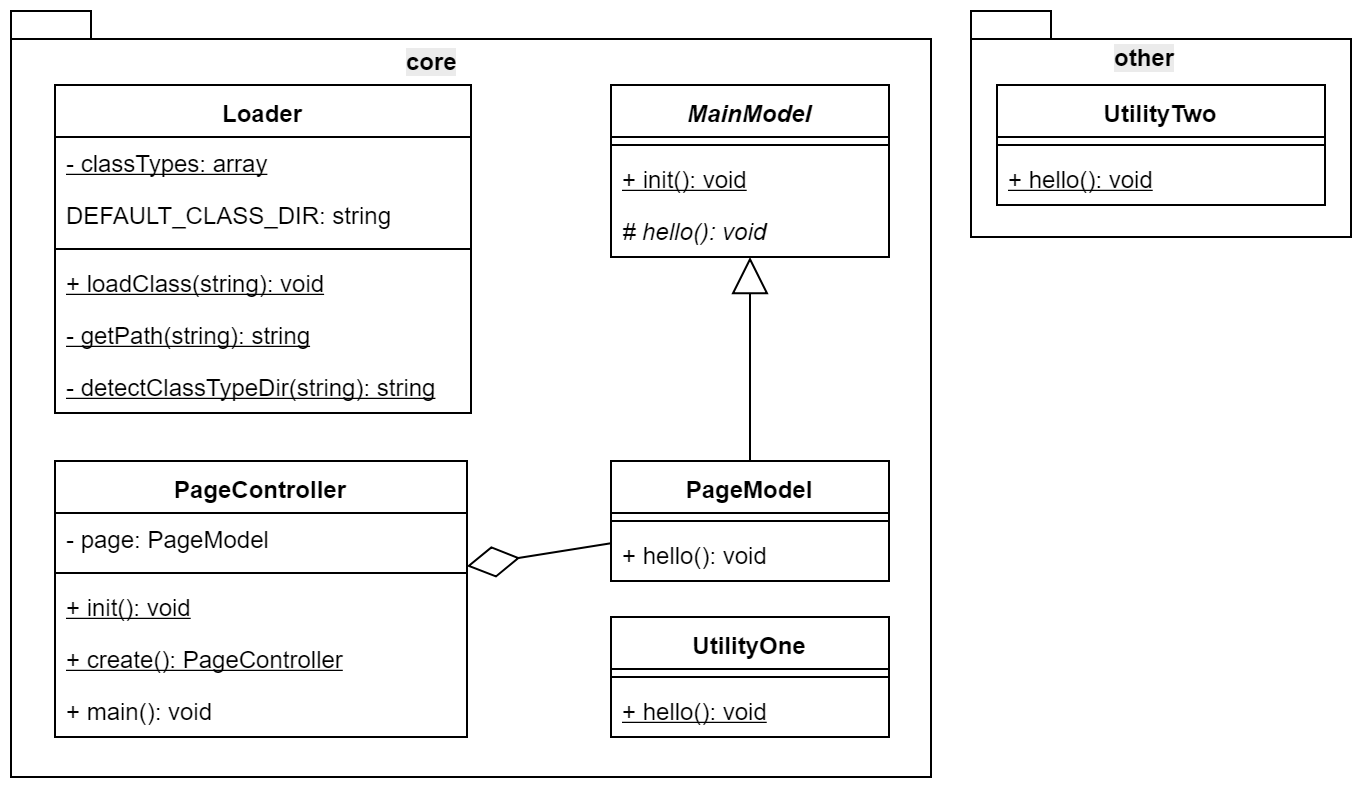 core
Loader
- classTypes: array
DEFAULT_CLASS_DIR: string
+ loadClass(string): void
- getPath(string): string
- detectClassTypeDir(string): string
MainModel
+ init(): void
# hello(): void
PageController
- page: PageModel
+ init(): void
+ create(): PageController
+ main(): void
PageModel
+ hello(): void
UtilityOne
+ hello(): void
other
UtilityTwo
+ hello(): void